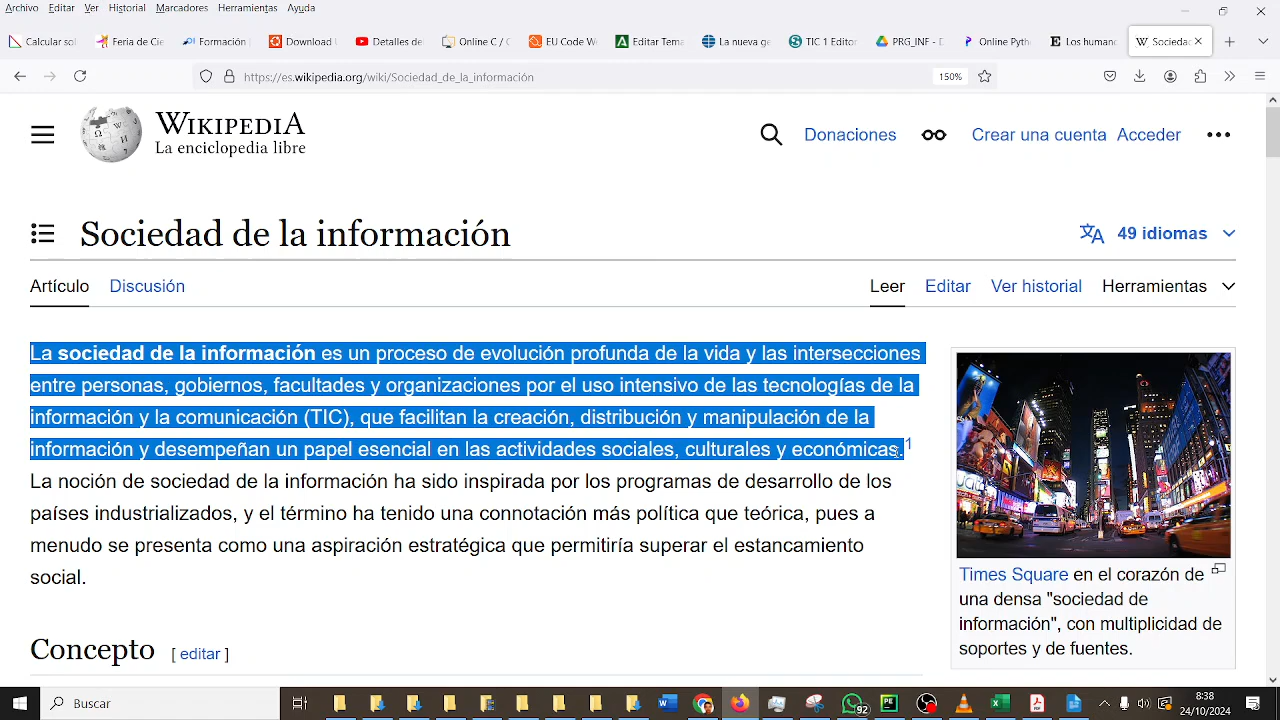 Archivo Editar Ver Historial Marcadores Herramientas Ayuda
Calcular sol Feria de Cie Formación Download U Detalles del Online C / C EU Code We Editar Tema La nueva ge TIC 1 Editor PRG_INF - D Online Pyth Los humano Sociedad
https://es.wikipedia.org/wiki/Sociedad_de_la_información 150%
WIKIPEDIA
La enciclopedia libre
Donaciones Crear una cuenta Acceder
Sociedad de la información
49 idiomas
Artículo Discusión Leer Editar Ver historial Herramientas
La sociedad de la información es un proceso de evolución profunda de la vida y las intersecciones
entre personas, gobiernos, facultades y organizaciones por el uso intensivo de las tecnologías de la
información y la comunicación (TIC), que facilitan la creación, distribución y manipulación de la
información y desempeñan un papel esencial en las actividades sociales, culturales y económicas.1
La noción de sociedad de la información ha sido inspirada por los programas de desarrollo de los
países industrializados, y el término ha tenido una connotación más política que teórica, pues a
menudo se presenta como una aspiración estratégica que permitiría superar el estancamiento
social.
Times Square en el corazón de
una densa "sociedad de
información", con multiplicidad de
soportes y de fuentes.
Concepto [ editar ]
Buscar
92
8:38
24/10/2024